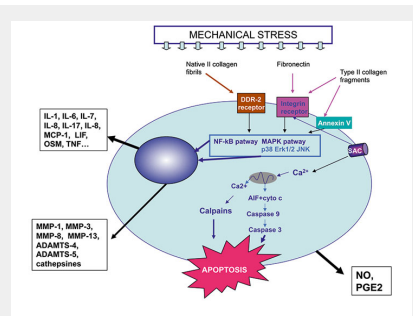 MECHANICAL STRESS
Native II collagen
fibrils
Fibronectin
Type II collagen
fragments
DDR-2
receptor
Integrin
receptor
Annexin V
IL-1, IL-6, IL-7,
IL-8, IL-17, IL-8,
MCP-1, LIF,
OSM, TNF...
NF-kB patway MAPK patway
p38 Erk1/2 JNK
SAC
Ca²⁺
Ca2+
AIF+cyto c
Calpains
Caspase 9
Caspase 3
MMP-1, MMP-3,
MMP-8, MMP-13,
ADAMTS-4,
ADAMTS-5,
cathepsines
APOPTOSIS
NO,
PGE2